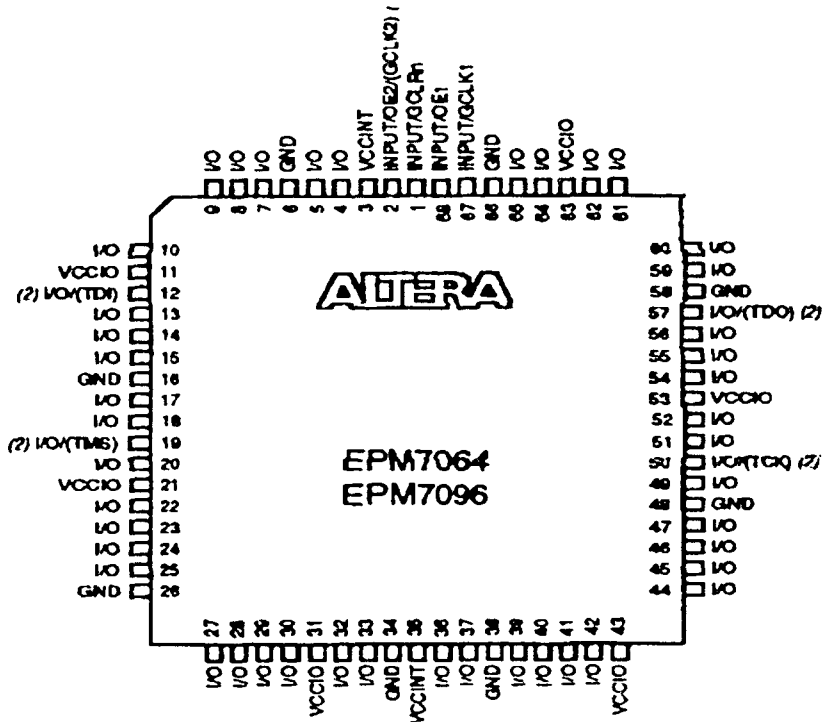 I/O
I/O
I/O
GND
I/O
I/O
VCCINT
INPUT/OE2/(GCLK2) (
INPUT/GCLRn
INPUT/OE1
INPUT/GCLK1
GND
I/O
I/O
VCCIO
I/O
I/O
9 8 7 6 5 4 3 2 1 68 67 66 65 64 63 62 61
I/O 10
VCCIO 11
(2) I/O/(TDI) 12
I/O 13
I/O 14
I/O 15
GND 16
I/O 17
I/O 18
(2) I/O/(TMS) 19
I/O 20
VCCIO 21
I/O 22
I/O 23
I/O 24
I/O 25
GND 26
ALTERA
EPM7064
EPM7096
60 I/O
59 I/O
58 GND
57 I/O/(TDO) (2)
56 I/O
55 I/O
54 I/O
53 VCCIO
52 I/O
51 I/O
50 I/O/(TCK) (2)
49 I/O
48 GND
47 I/O
46 I/O
45 I/O
44 I/O
27 28 29 30 31 32 33 34 35 36 37 38 39 40 41 42 43
I/O
I/O
I/O
I/O
VCCIO
I/O
I/O
GND
VCCINT
I/O
I/O
GND
I/O
I/O
I/O
I/O
VCCIO